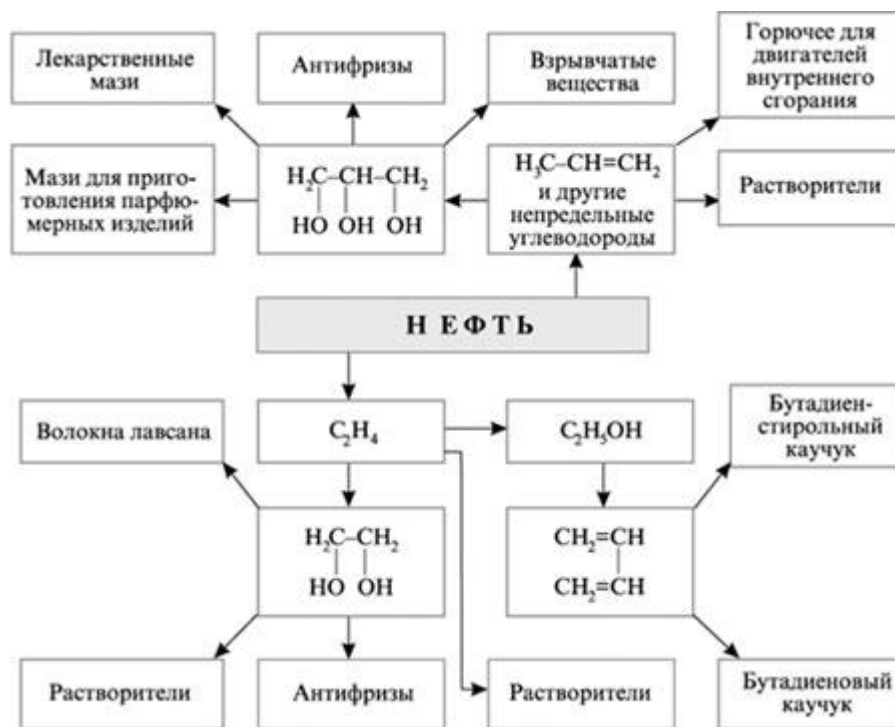 Лекарственные
мази
Антифризы
Взрывчатые
вещества
Горючее для
двигателей
внутреннего
сгорания
Мази для приго-
товления парфю-
мерных изделий
H₂C–CH–CH₂
HO OH OH
H₃C–CH=CH₂
и другие
непредельные
углеводороды
Растворители
НЕФТЬ
Волокна лавсана
C₂H₄
C₂H₅OH
Бутадиен-
стирольный
каучук
H₂C–CH₂
HO OH
CH₂=CH
CH₂=CH
Растворители
Антифризы
Растворители
Бутадиеновый
каучук